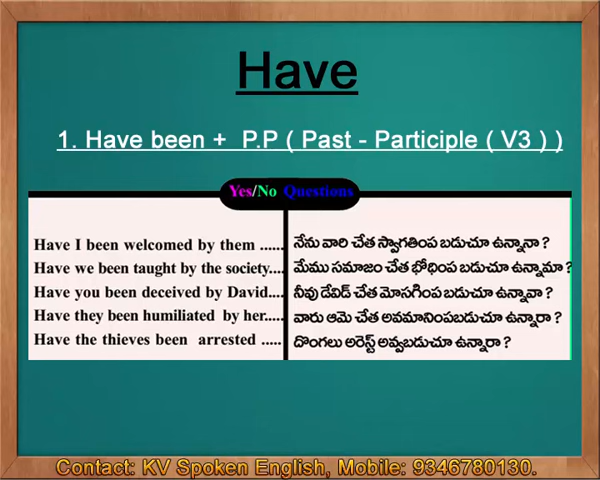 Have
1. Have been + P.P ( Past - Participle ( V3 ) )
Yes/No Questions
Have I been welcomed by them ...... నేను వారి చేత స్వాగతింప బడుచూ ఉన్నానా ?
Have we been taught by the society.... మేము సమాజం చేత భోధింప బడుచూ ఉన్నామా ?
Have you been deceived by David.... నీవు డేవిడ్ చేత మోసగింప బడుచూ ఉన్నావా ?
Have they been humiliated by her..... వారు ఆమె చేత అవమానింపబడుచూ ఉన్నారా ?
Have the thieves been arrested ..... దొంగలు అరెస్ట్ అవ్వబడుచూ ఉన్నారా ?
Contact: KV Spoken English, Mobile: 9346780130.